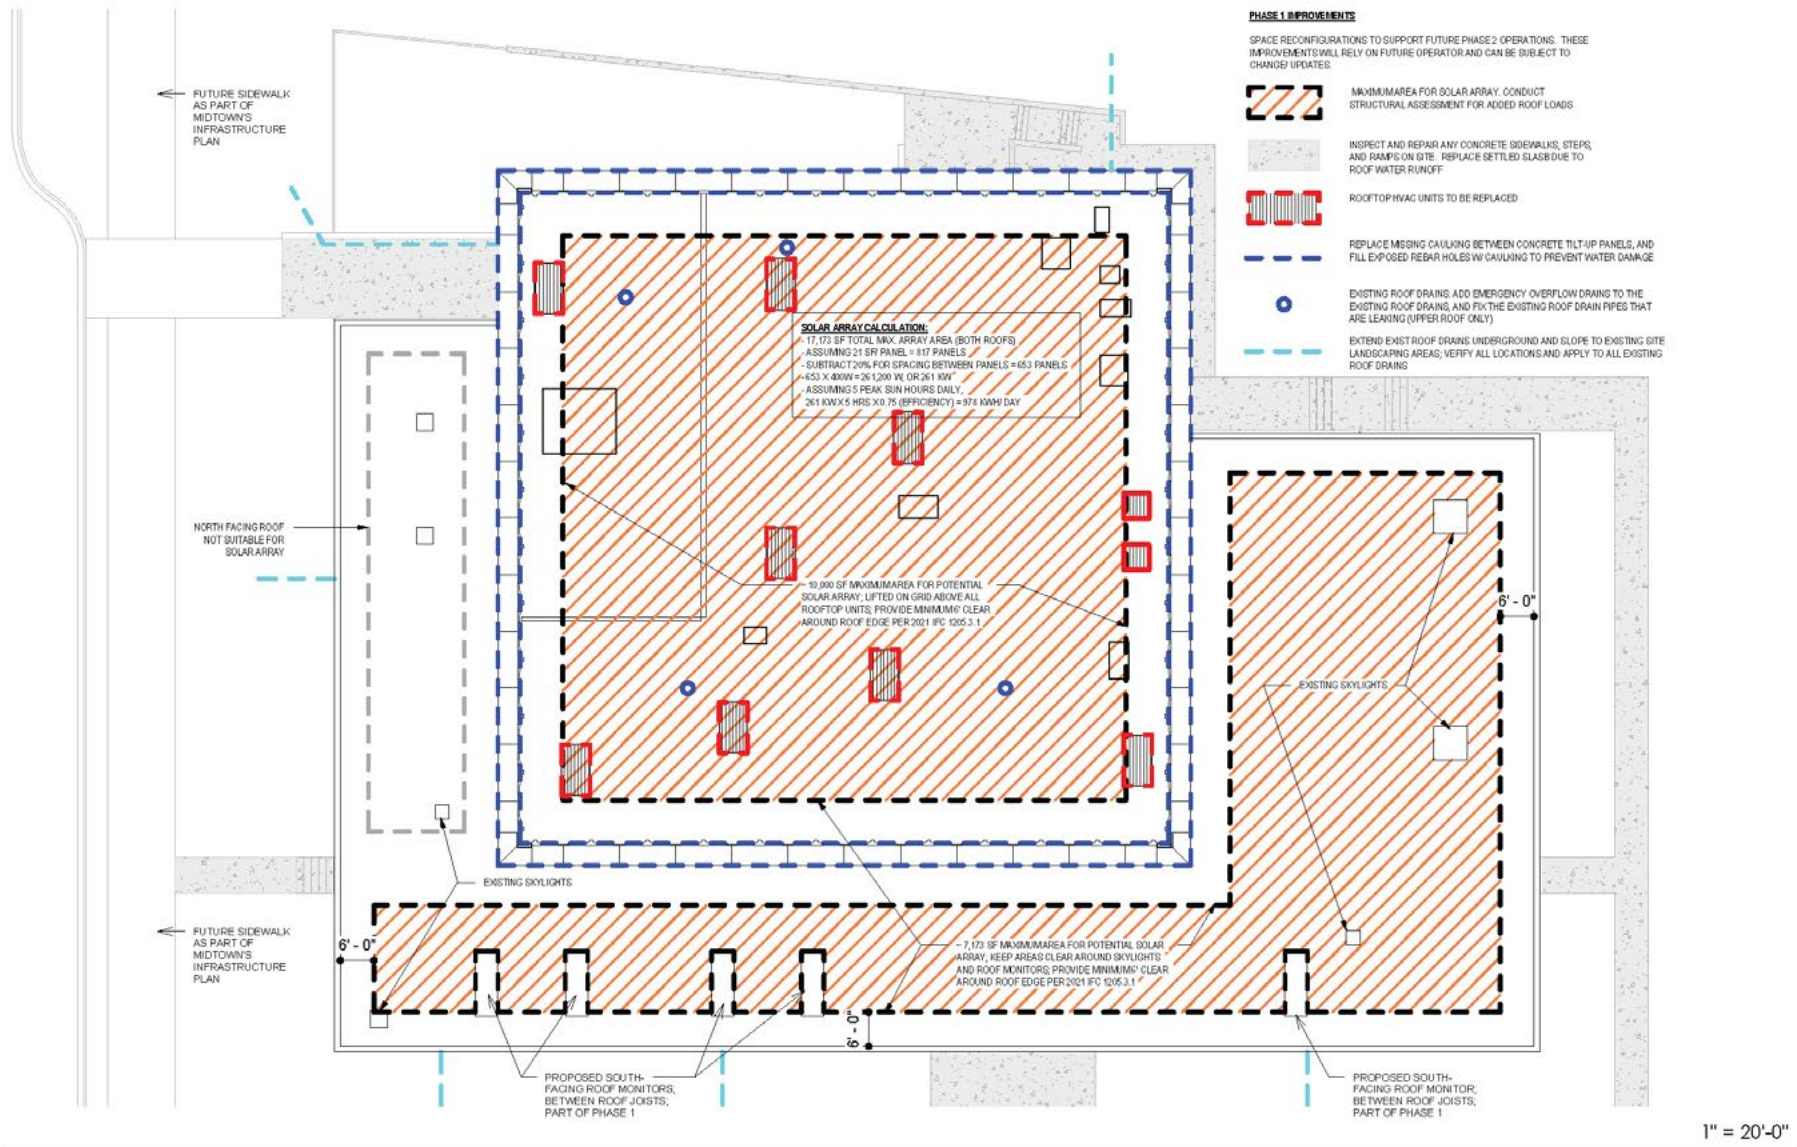 PHASE 1 IMPROVEMENTS
SPACE RECONFIGURATIONS TO SUPPORT FUTURE PHASE 2 OPERATIONS. THESE
IMPROVEMENTS WILL RELY ON FUTURE OPERATOR AND CAN BE SUBJECT TO
CHANGE/ UPDATES.
MAXIMUM AREA FOR SOLAR ARRAY. CONDUCT
STRUCTURAL ASSESSMENT FOR ADDED ROOF LOADS
INSPECT AND REPAIR ANY CONCRETE SIDEWALKS, STEPS,
AND RAMPS ON SITE. REPLACE SETTLED SLASB DUE TO
ROOF WATER RUNOFF
ROOFTOP HVAC UNITS TO BE REPLACED
REPLACE MISSING CAULKING BETWEEN CONCRETE TILT-UP PANELS, AND
FILL EXPOSED REBAR HOLES W/ CAULKING TO PREVENT WATER DAMAGE
EXISTING ROOF DRAINS: ADD EMERGENCY OVERFLOW DRAINS TO THE
EXISTING ROOF DRAINS, AND FIX THE EXISTING ROOF DRAIN PIPES THAT
ARE LEAKING (UPPER ROOF ONLY)
EXTEND EXIST ROOF DRAINS UNDERGROUND AND SLOPE TO EXISTING SITE
LANDSCAPING AREAS; VERIFY ALL LOCATIONS AND APPLY TO ALL EXISTING
ROOF DRAINS
FUTURE SIDEWALK
AS PART OF
MIDTOWN'S
INFRASTRUCTURE
PLAN
SOLAR ARRAY CALCULATION:
- 17,173 SF TOTAL MAX. ARRAY AREA (BOTH ROOFS)
- ASSUMING 21 SF/ PANEL = 817 PANELS
- SUBTRACT 20% FOR SPACING BETWEEN PANELS = 653 PANELS
- 653 X 400W = 261,200 W, OR 261 KW
- ASSUMING 5 PEAK SUN HOURS DAILY,
261 KW X 5 HRS X 0.75 (EFFICIENCY) = 978 KWH/ DAY
NORTH FACING ROOF
NOT SUITABLE FOR
SOLAR ARRAY
~ 10,000 SF MAXIMUM AREA FOR POTENTIAL
SOLAR ARRAY; LIFTED ON GRID ABOVE ALL
ROOFTOP UNITS; PROVIDE MINIMUM 6' CLEAR
AROUND ROOF EDGE PER 2021 IFC 1205.3.1
6' - 0"
EXISTING SKYLIGHTS
EXISTING SKYLIGHTS
FUTURE SIDEWALK
AS PART OF
MIDTOWN'S
INFRASTRUCTURE
PLAN
6' - 0"
~ 7,173 SF MAXIMUM AREA FOR POTENTIAL SOLAR
ARRAY; KEEP AREAS CLEAR AROUND SKYLIGHTS
AND ROOF MONITORS; PROVIDE MINIMUM 6' CLEAR
AROUND ROOF EDGE PER 2021 IFC 1205.3.1
6' - 0"
PROPOSED SOUTH-
FACING ROOF MONITORS,
BETWEEN ROOF JOISTS,
PART OF PHASE 1
PROPOSED SOUTH-
FACING ROOF MONITOR,
BETWEEN ROOF JOISTS,
PART OF PHASE 1
1" = 20'-0"